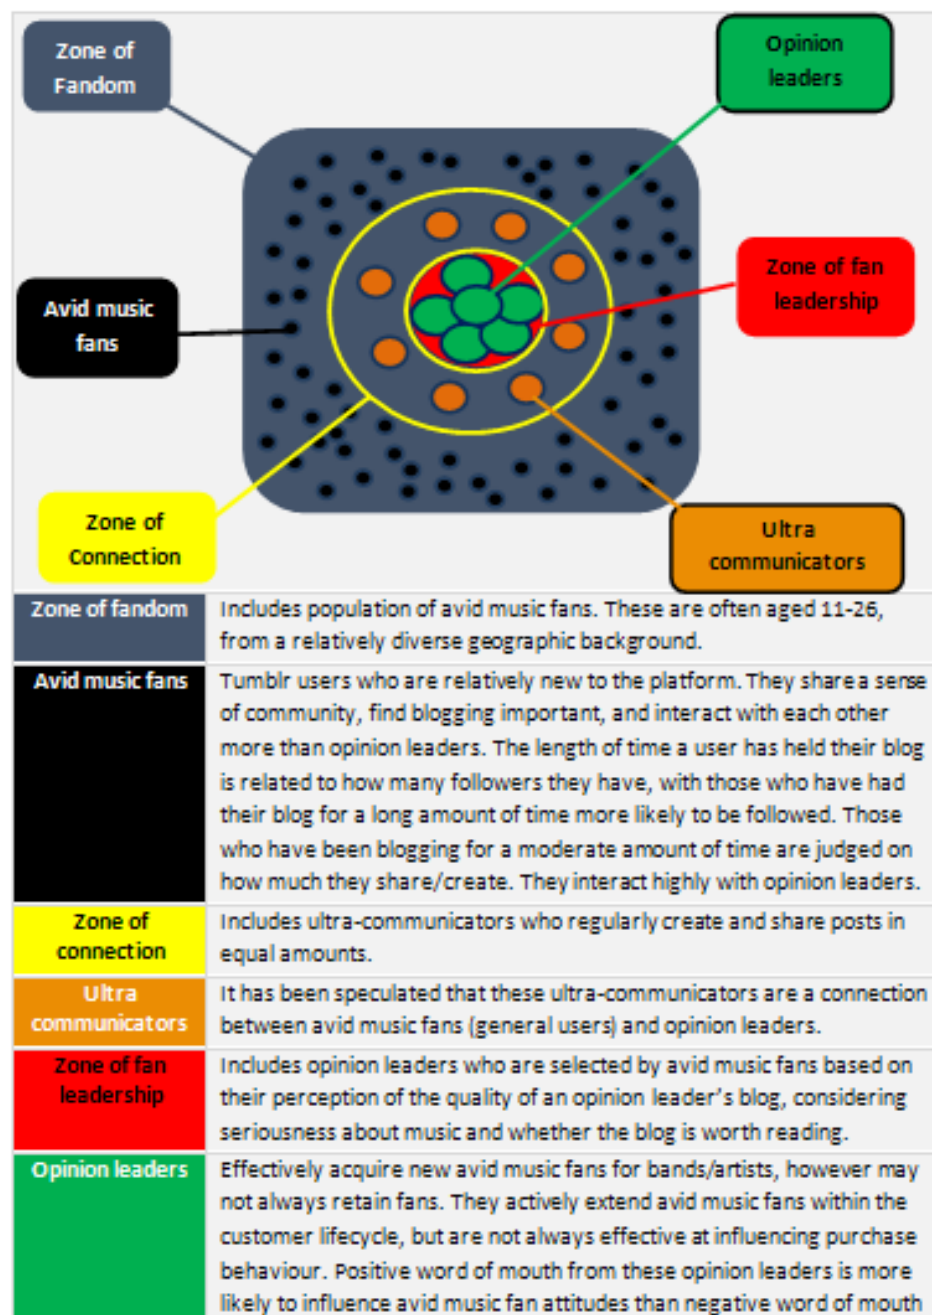 Zone of
Fandom
Opinion
leaders
Avid music
fans
Zone of fan
leadership
Zone of
Connection
Ultra
communicators
Zone of fandom
Includes population of avid music fans. These are often aged 11-26,
from a relatively diverse geographic background.
Avid music fans
Tumblr users who are relatively new to the platform. They share a sense
of community, find blogging important, and interact with each other
more than opinion leaders. The length of time a user has held their blog
is related to how many followers they have, with those who have had
their blog for a long amount of time more likely to be followed. Those
who have been blogging for a moderate amount of time are judged on
how much they share/create. They interact highly with opinion leaders.
Zone of
connection
Includes ultra-communicators who regularly create and share posts in
equal amounts.
Ultra
communicators
It has been speculated that these ultra-communicators are a connection
between avid music fans (general users) and opinion leaders.
Zone of fan
leadership
Includes opinion leaders who are selected by avid music fans based on
their perception of the quality of an opinion leader's blog, considering
seriousness about music and whether the blog is worth reading.
Opinion leaders
Effectively acquire new avid music fans for bands/artists, however may
not always retain fans. They actively extend avid music fans within the
customer lifecycle, but are not always effective at influencing purchase
behaviour. Positive word of mouth from these opinion leaders is more
likely to influence avid music fan attitudes than negative word of mouth